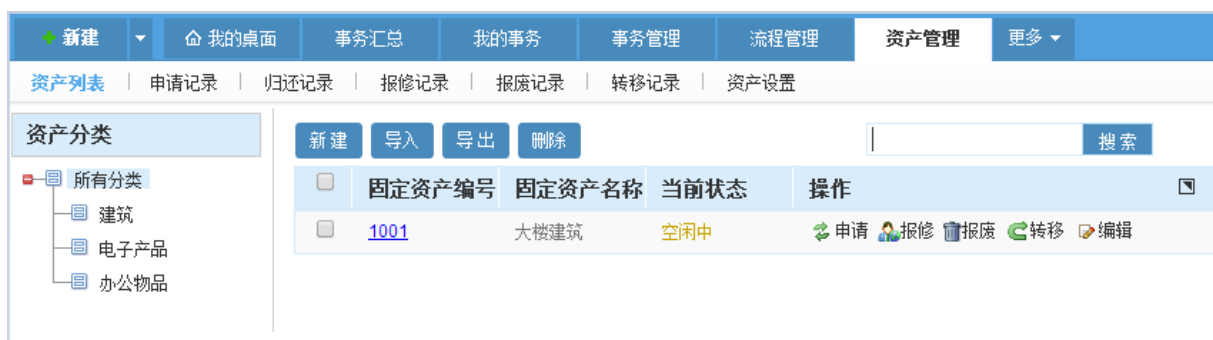 新建 我的桌面 事务汇总 我的事务 事务管理 流程管理 资产管理 更多
资产列表 申请记录 归还记录 报修记录 报废记录 转移记录 资产设置
资产分类
新建 导入 导出 删除 搜索
所有分类
建筑
电子产品
办公物品
固定资产编号 固定资产名称 当前状态 操作
1001 大楼建筑 空闲中 申请 报修 报废 转移 编辑